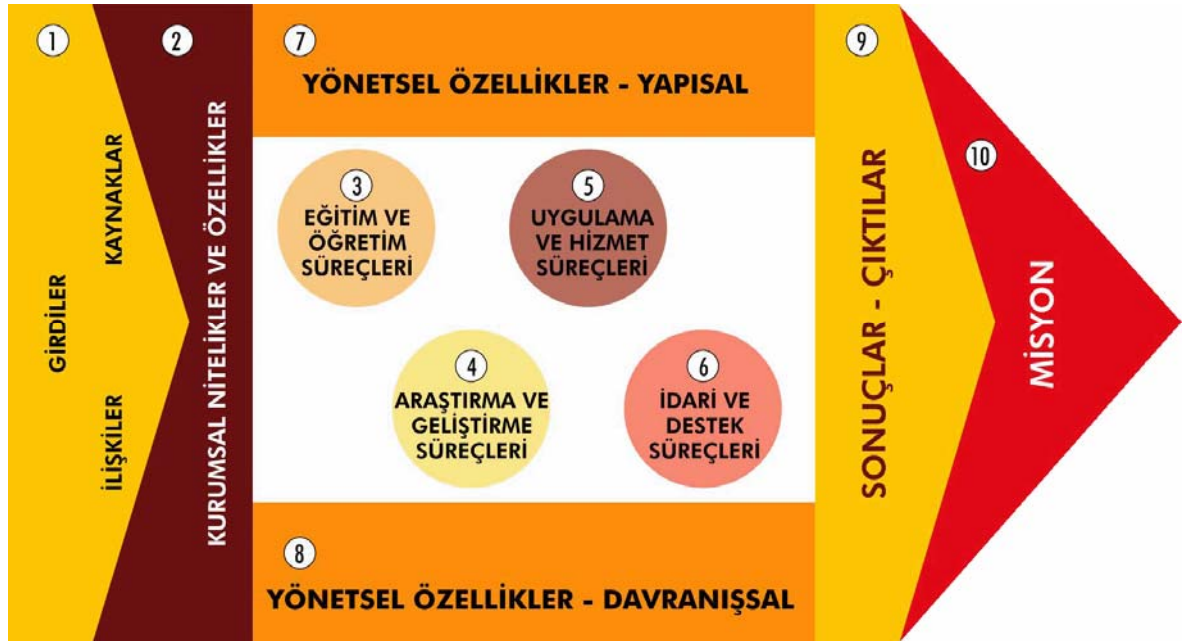 1
GİRDİLER
KAYNAKLAR
İLİŞKİLER
2
KURUMSAL NİTELİKLER VE ÖZELLİKLER
7
YÖNETSEL ÖZELLİKLER - YAPISAL
3
EĞİTİM VE
ÖĞRETİM
SÜREÇLERİ
5
UYGULAMA
VE HİZMET
SÜREÇLERİ
4
ARAŞTIRMA VE
GELİŞTİRME
SÜREÇLERİ
6
İDARİ VE
DESTEK
SÜREÇLERİ
8
YÖNETSEL ÖZELLİKLER - DAVRANIŞSAL
9
SONUÇLAR - ÇIKTILAR
10
MİSYON